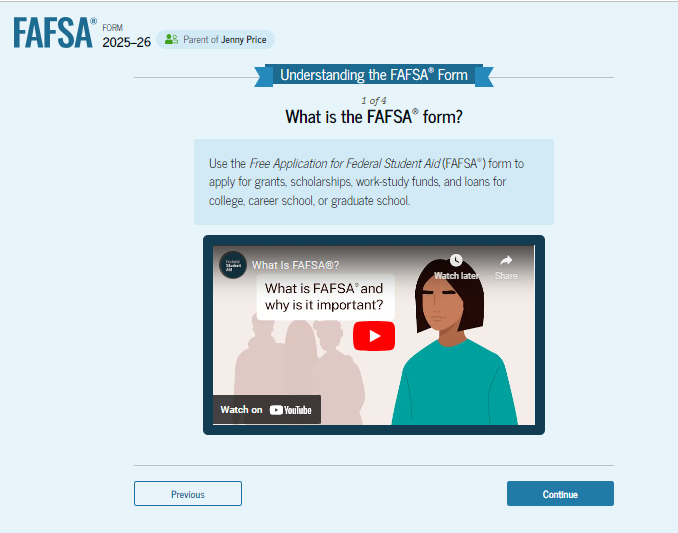 FAFSA® FORM
2025–26
Parent of Jenny Price
Understanding the FAFSA® Form
1 of 4
What is the FAFSA® form?
Use the Free Application for Federal Student Aid (FAFSA®) form to
apply for grants, scholarships, work-study funds, and loans for
college, career school, or graduate school.
Federal
Student
Aid
What Is FAFSA®?
Watch later
Share
What is FAFSA® and
why is it important?
Watch on YouTube
Previous
Continue